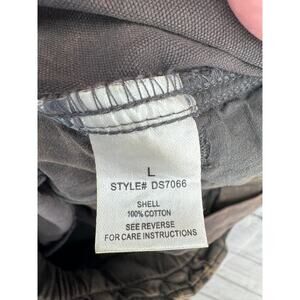 L
STYLE# DS7066
SHELL
100% COTTON
SEE REVERSE
FOR CARE INSTRUCTIONS